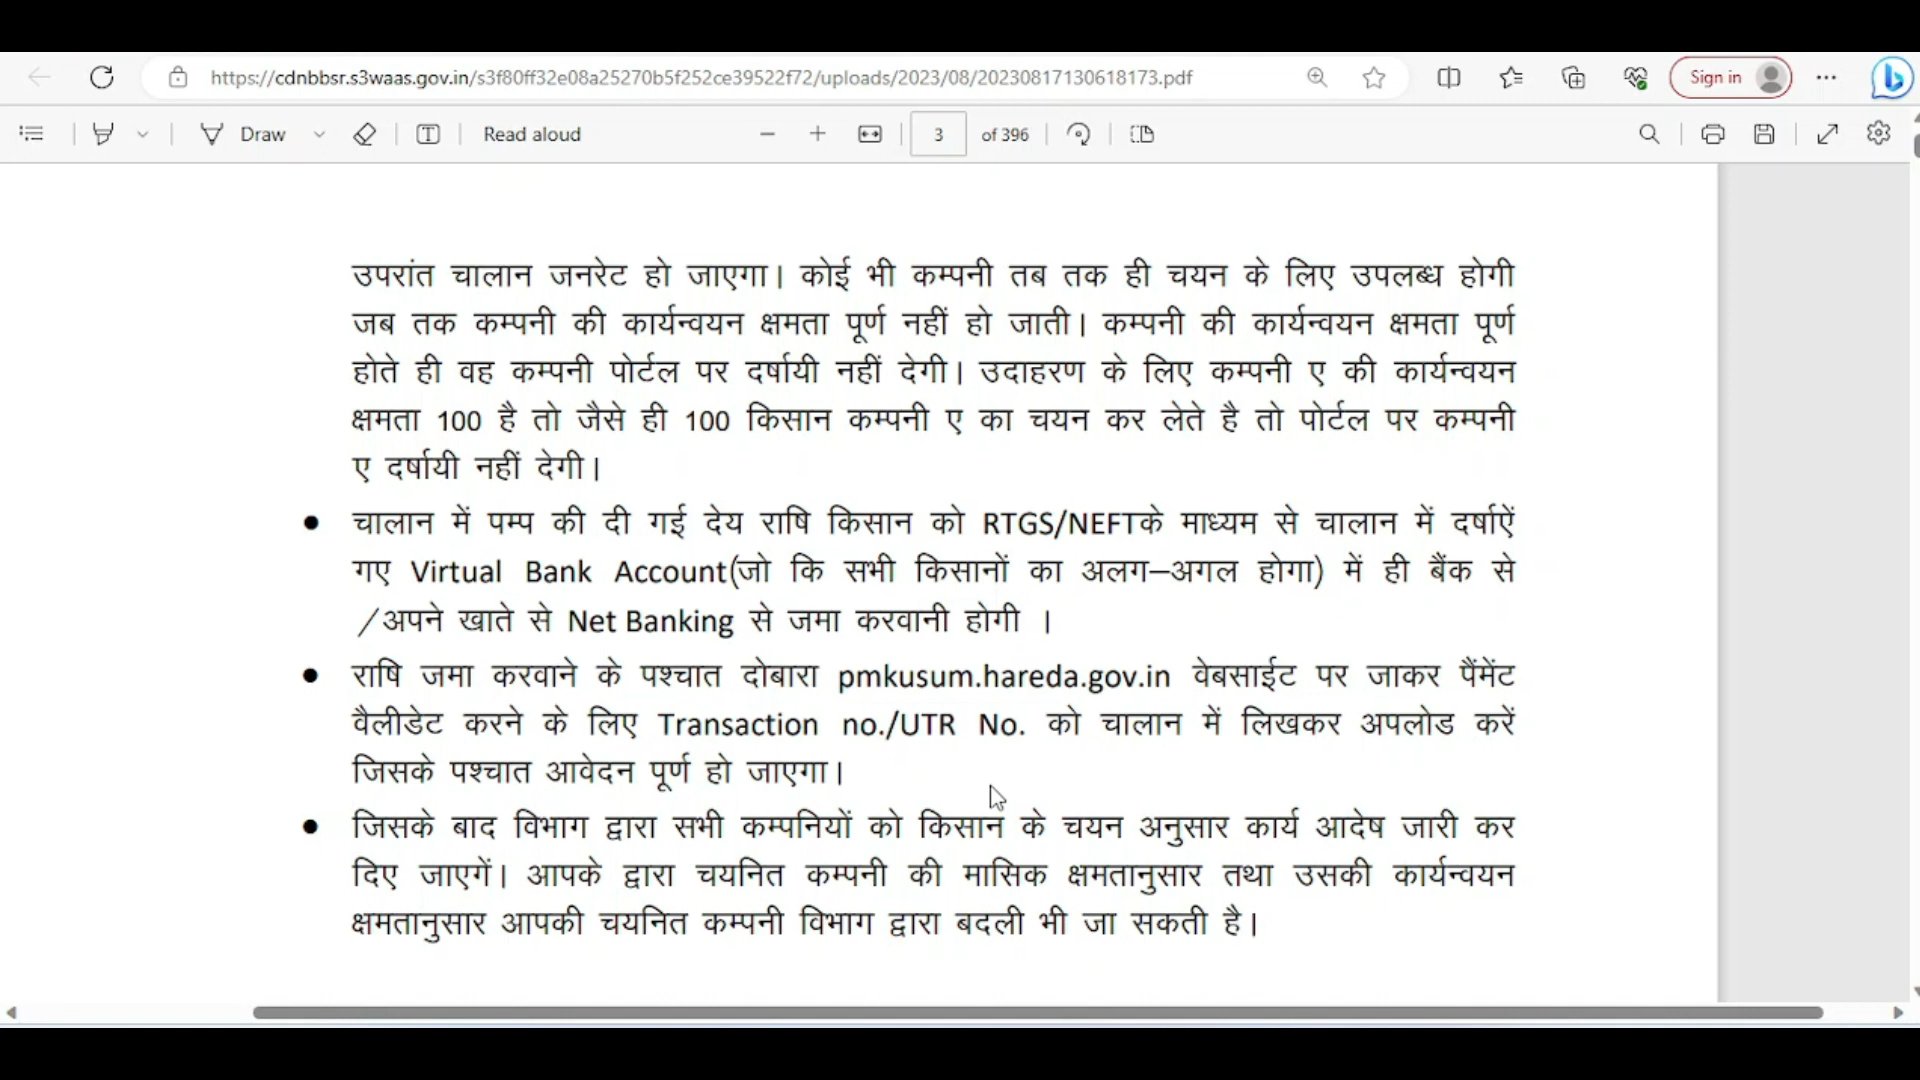 https://cdnbbsr.s3waas.gov.in/s3f80ff32e08a25270b5f252ce39522f72/uploads/2023/08/20230817130618173.pdf
Sign in
Draw
Read aloud
3 of 396
उपरांत चालान जनरेट हो जाएगा। कोई भी कम्पनी तब तक ही चयन के लिए उपलब्ध होगी
जब तक कम्पनी की कार्यन्वयन क्षमता पूर्ण नहीं हो जाती। कम्पनी की कार्यन्वयन क्षमता पूर्ण
होते ही वह कम्पनी पोर्टल पर दर्षायी नहीं देगी। उदाहरण के लिए कम्पनी ए की कार्यन्वयन
क्षमता 100 है तो जैसे ही 100 किसान कम्पनी ए का चयन कर लेते है तो पोर्टल पर कम्पनी
ए दर्षायी नहीं देगी।
● चालान में पम्प की दी गई देय राषि किसान को RTGS/NEFTके माध्यम से चालान में दर्षाऐं
गए Virtual Bank Account(जो कि सभी किसानों का अलग–अगल होगा) में ही बैंक से
/अपने खाते से Net Banking से जमा करवानी होगी ।
● राषि जमा करवाने के पश्चात दोबारा pmkusum.hareda.gov.in वेबसाईट पर जाकर पैंमेंट
वैलीडेट करने के लिए Transaction no./UTR No. को चालान में लिखकर अपलोड करें
जिसके पश्चात आवेदन पूर्ण हो जाएगा।
● जिसके बाद विभाग द्वारा सभी कम्पनियों को किसान के चयन अनुसार कार्य आदेष जारी कर
दिए जाएगें। आपके द्वारा चयनित कम्पनी की मासिक क्षमतानुसार तथा उसकी कार्यन्वयन
क्षमतानुसार आपकी चयनित कम्पनी विभाग द्वारा बदली भी जा सकती है।